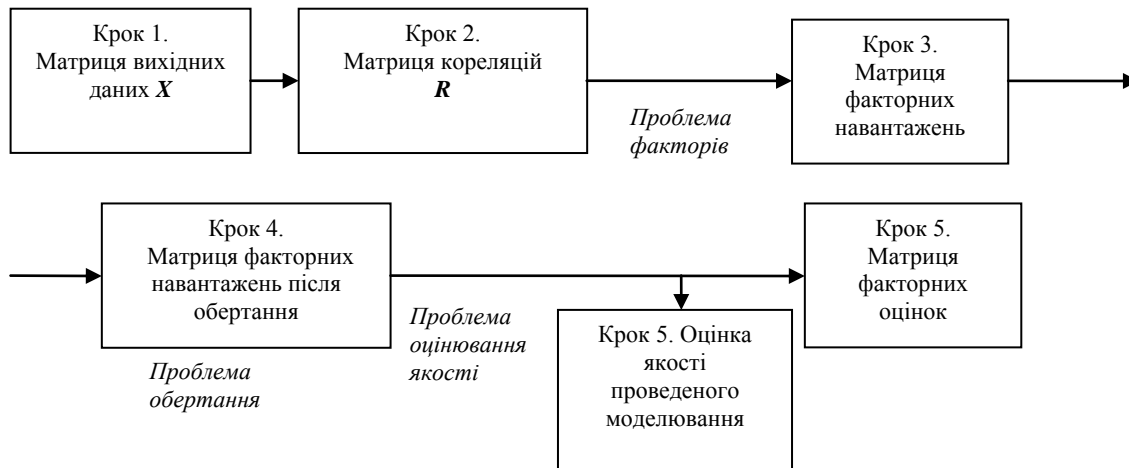 Крок 1.
Матриця вихідних
даних X
Крок 2.
Матриця кореляцій
R
Проблема
факторів
Крок 3.
Матриця
факторних
навантажень
Крок 4.
Матриця факторних
навантажень після
обертання
Проблема
обертання
Проблема
оцінювання
якості
Крок 5. Оцінка
якості
проведеного
моделювання
Крок 5.
Матриця
факторних
оцінок